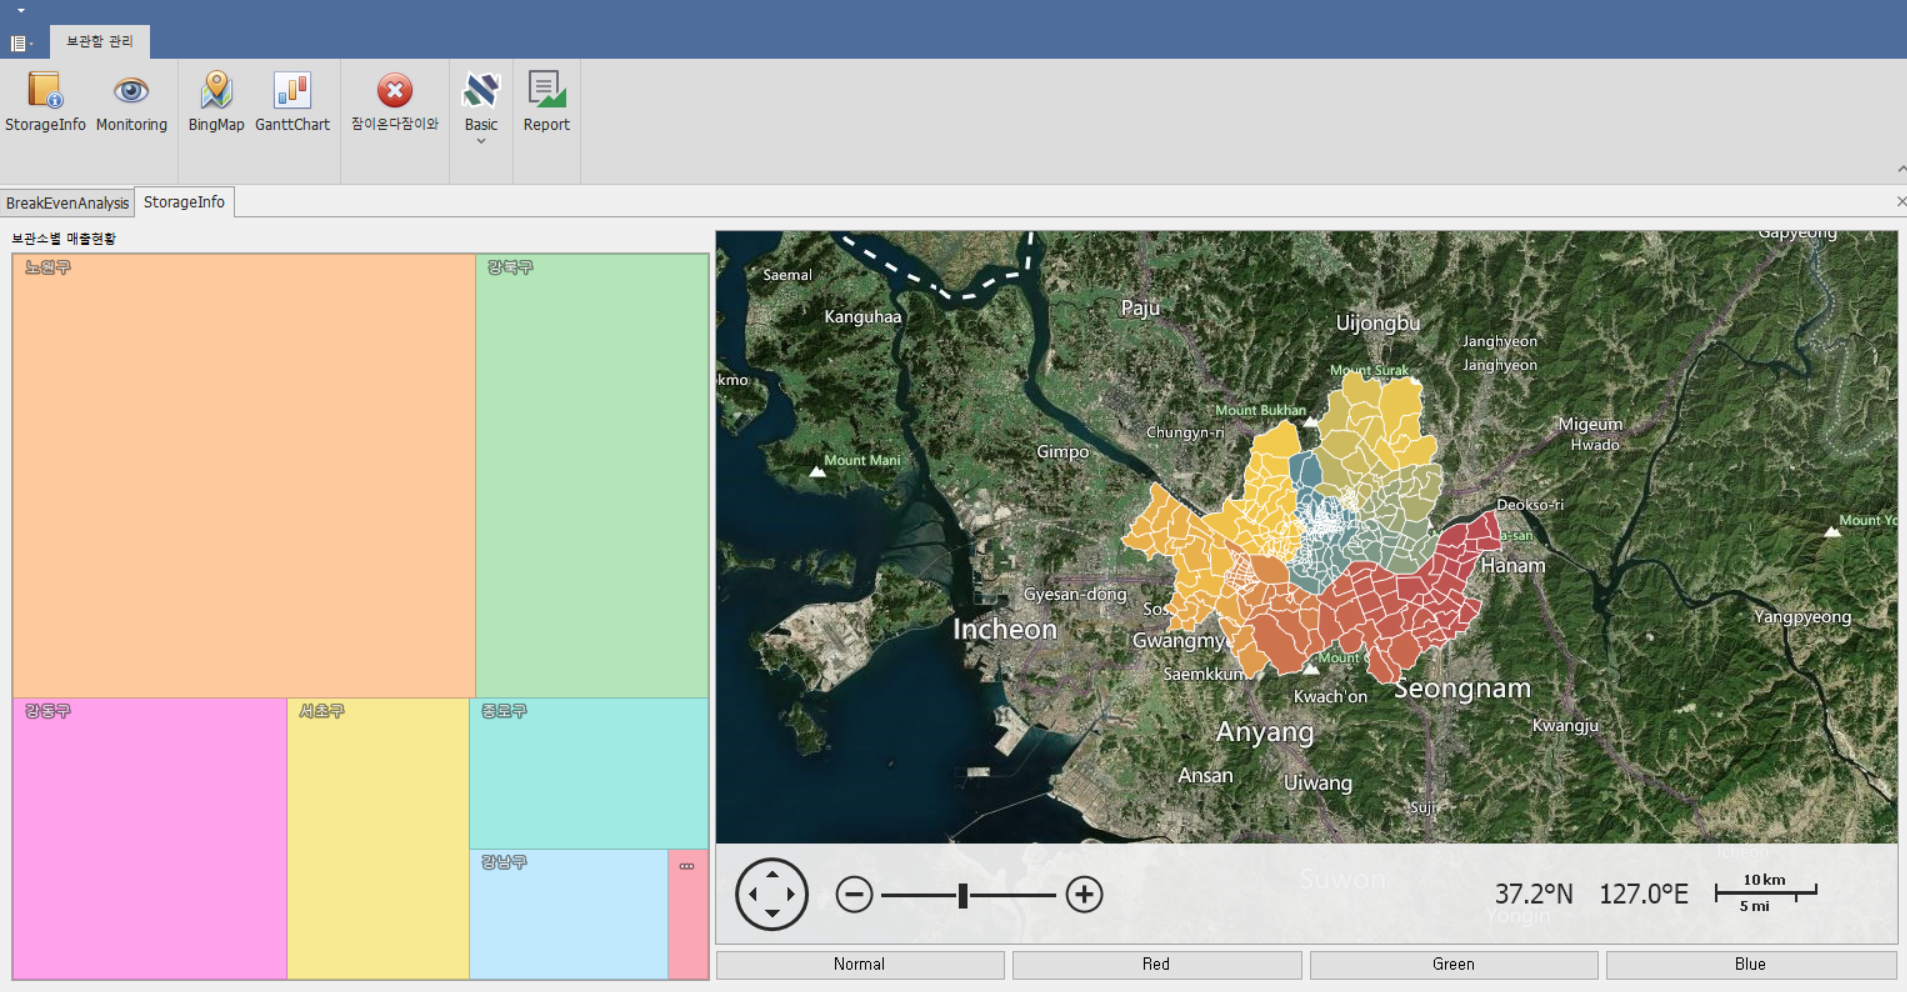 보관함 관리
StorageInfo
Monitoring
BingMap
GanttChart
잠이온다잠이와
Basic
Report
BreakEvenAnalysis
StorageInfo
보관소별 매출현황
노원구
강북구
강동구
서초구
종로구
강남구
...
Gapyeong
Saemal
Kanguhaa
Paju
Uijongbu
Janghyeon
Janghyeon
kmo
Mount Surak
Mount Bukhan
Chungyn-ri
Migeum
Hwado
Gimpo
Mount Mani
Deokso-ri
Mount Yo
a-san
Hanam
Gyesan-dong
Sos
Incheon
Gwangmy
Yangpyeong
Mount
Saemkkum
Kwach'on
Seongnam
Anyang
Kwangju
Ansan
Uiwang
Suji
Icheon
Suwon
Yongin
37.2°N 127.0°E
10 km
5 mi
Normal
Red
Green
Blue